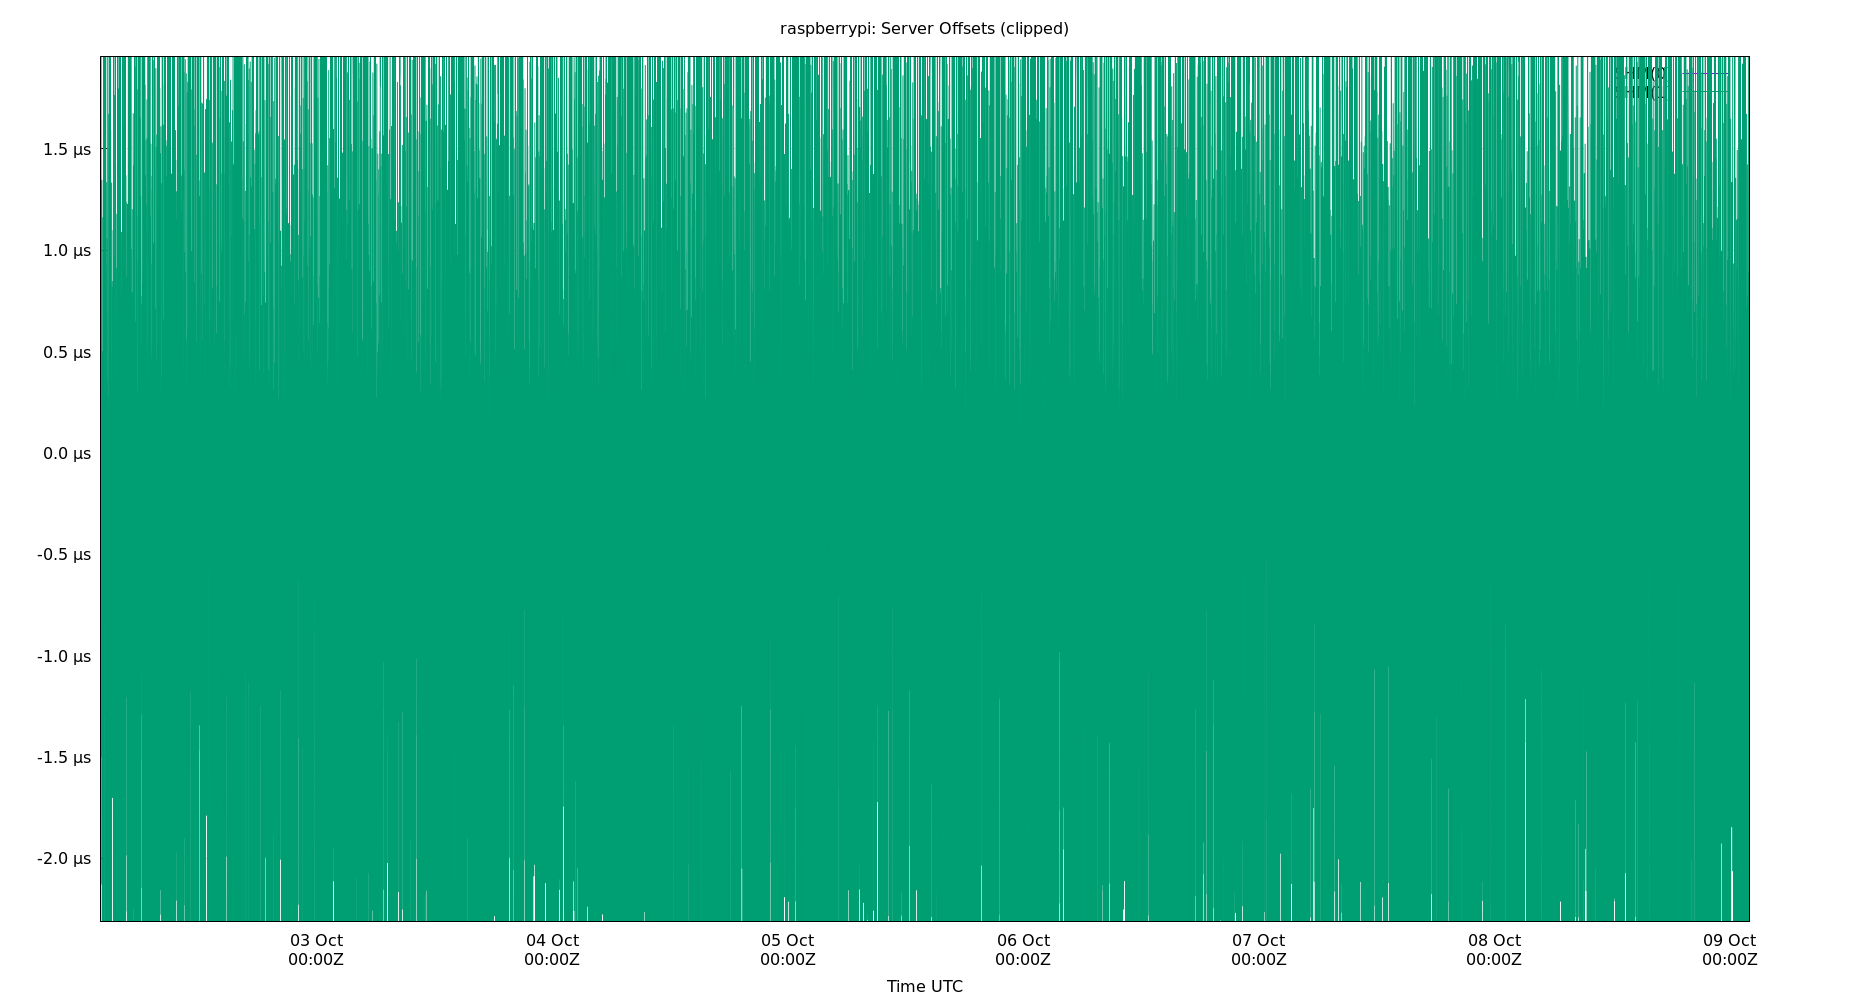 raspberrypi: Server Offsets (clipped)
1.5 µs
1.0 µs
0.5 µs
0.0 µs
-0.5 µs
-1.0 µs
-1.5 µs
-2.0 µs
03 Oct
00:00Z
04 Oct
00:00Z
05 Oct
00:00Z
06 Oct
00:00Z
07 Oct
00:00Z
08 Oct
00:00Z
09 Oct
00:00Z
Time UTC